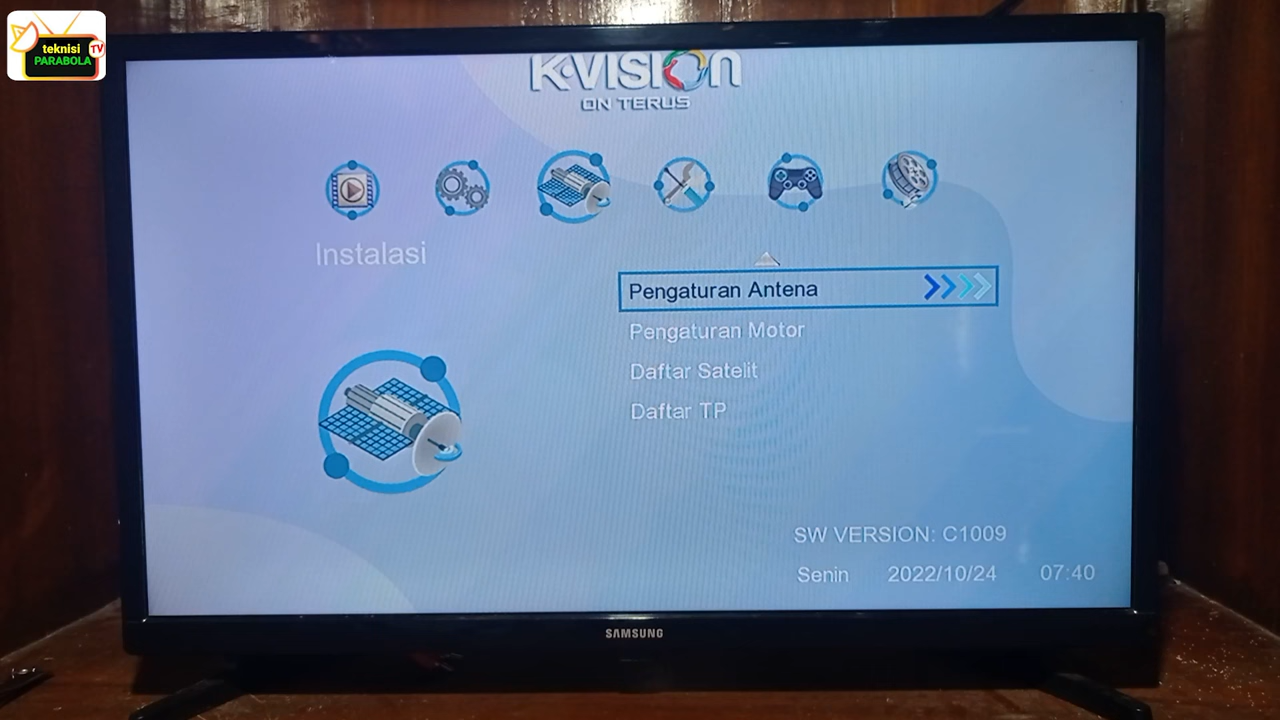 teknisi
TV
PARABOLA
K-VISION
ON TERUS
Instalasi
Pengaturan Antena
Pengaturan Motor
Daftar Satelit
Daftar TP
SW VERSION: C1009
Senin 2022/10/24 07:40
SAMSUNG